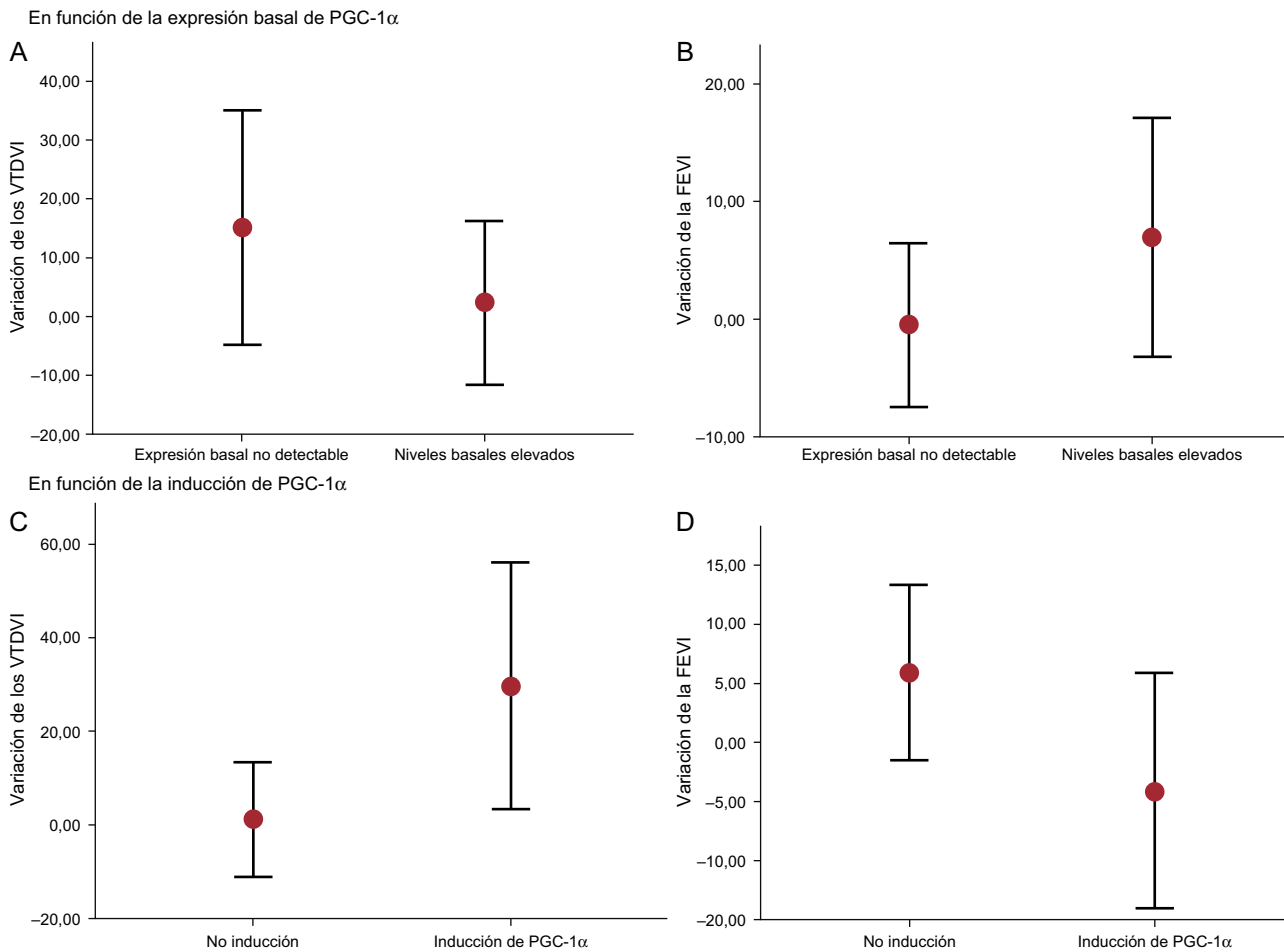 En función de la expresión basal de PGC-1α
A
Variación de los VTDVI
40,00
30,00
20,00
10,00
0,00
–10,00
–20,00
Expresión basal no detectable
Niveles basales elevados
B
Variación de la FEVI
20,00
10,00
0,00
–10,00
Expresión basal no detectable
Niveles basales elevados
En función de la inducción de PGC-1α
C
Variación de los VTDVI
60,00
40,00
20,00
0,00
–20,00
No inducción
Inducción de PGC-1α
D
Variación de la FEVI
15,00
10,00
5,00
0,00
–5,00
–10,00
–15,00
–20,00
No inducción
Inducción de PGC-1α